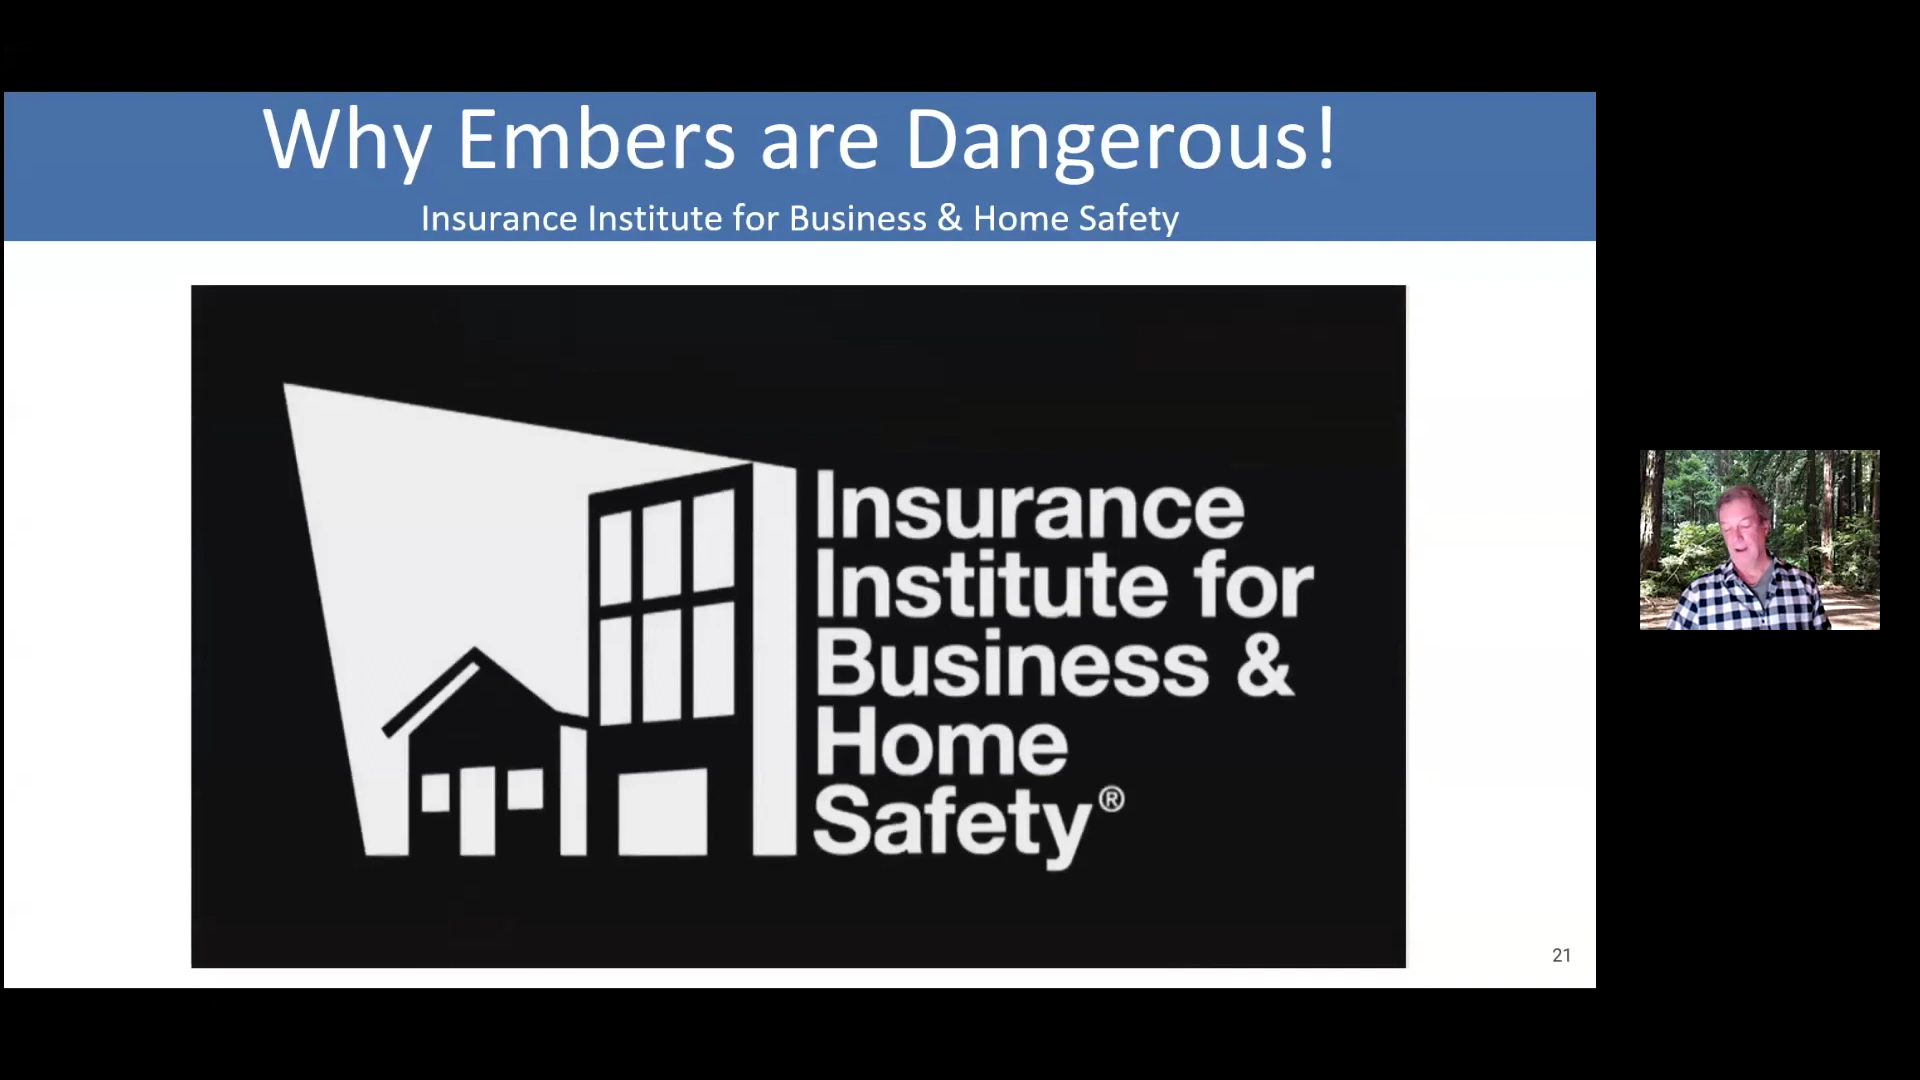 Why Embers are Dangerous!
Insurance Institute for Business & Home Safety
Insurance
Institute for
Business &
Home
Safety®
21